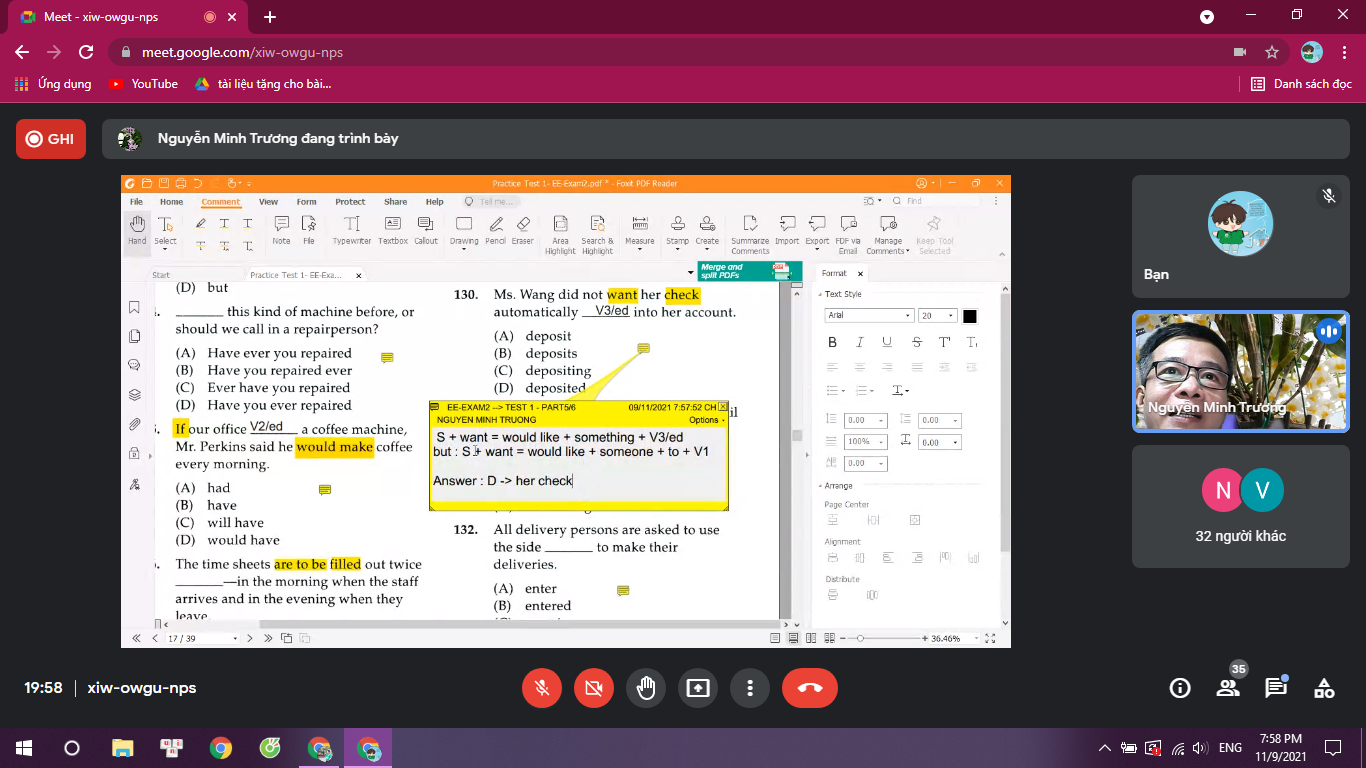 Meet - xiw-owgu-nps
meet.google.com/xiw-owgu-nps
Ứng dụng
YouTube
tài liệu tặng cho bài...
Danh sách đọc
GHI
Nguyễn Minh Trương đang trình bày
Practice Test 1- EE-Exam2.pdf * - Foxit PDF Reader
File Home Comment View Form Protect Share Help Tell me... Find
Hand Select Note File Typewriter Textbox Callout Drawing Pencil Eraser Area Highlight Search & Highlight Measure Stamp Create Summarize Comments Import Export FDF via Email Manage Comments Keep Tool Selected
Start
Practice Test 1- EE-Exa...
Merge and split PDFs
(D) but
_______ this kind of machine before, or
should we call in a repairperson?
(A) Have ever you repaired
(B) Have you repaired ever
(C) Ever have you repaired
(D) Have you ever repaired
If our office V2/ed a coffee machine,
Mr. Perkins said he would make coffee
every morning.
(A) had
(B) have
(C) will have
(D) would have
The time sheets are to be filled out twice
_______—in the morning when the staff
arrives and in the evening when they
leave
130. Ms. Wang did not want her check
automatically V3/ed into her account.
(A) deposit
(B) deposits
(C) depositing
(D) deposited
il
EE-EXAM2 --> TEST 1 - PART5/6 09/11/2021 7:57:52 CH
NGUYEN MINH TRUONG Options
S + want = would like + something + V3/ed
but : S + want = would like + someone + to + V1
Answer : D -> her check
132. All delivery persons are asked to use
the side _______ to make their
deliveries.
(A) enter
(B) entered
Format
Text Style
Arial 20
B I U S T T
0.00 0.00
100% 0.00
0.00
Arrange
Page Center
Alignment
Distribute
17 / 39
36.46%
Bạn
Nguyễn Minh Trương
N V
32 người khác
19:58 xiw-owgu-nps
35
ENG
7:58 PM
11/9/2021